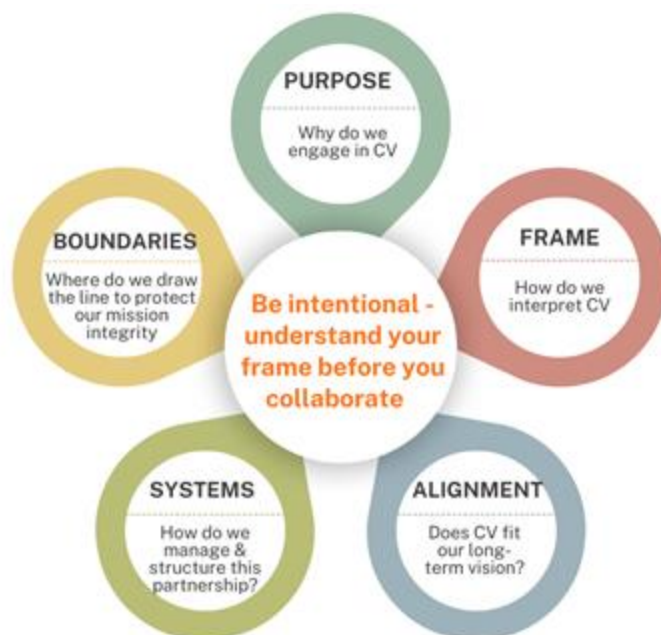 PURPOSE
Why do we
engage in CV
FRAME
How do we
interpret CV
ALIGNMENT
Does CV fit
our long-
term vision?
SYSTEMS
How do we
manage &
structure this
partnership?
BOUNDARIES
Where do we draw
the line to protect
our mission
integrity
Be intentional -
understand your
frame before you
collaborate